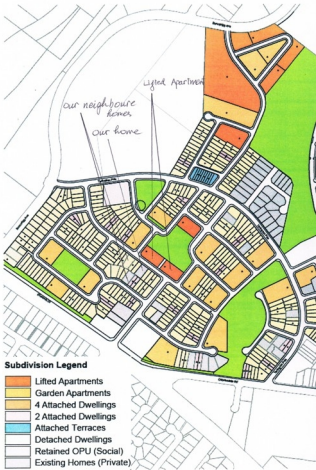 Lifted Apartment
our neighboure
homes
our home
Subdivision Legend
Lifted Apartments
Garden Apartments
4 Attached Dwellings
2 Attached Dwellings
Attached Terraces
Detached Dwellings
Retained OPU (Social)
Existing Homes (Private)